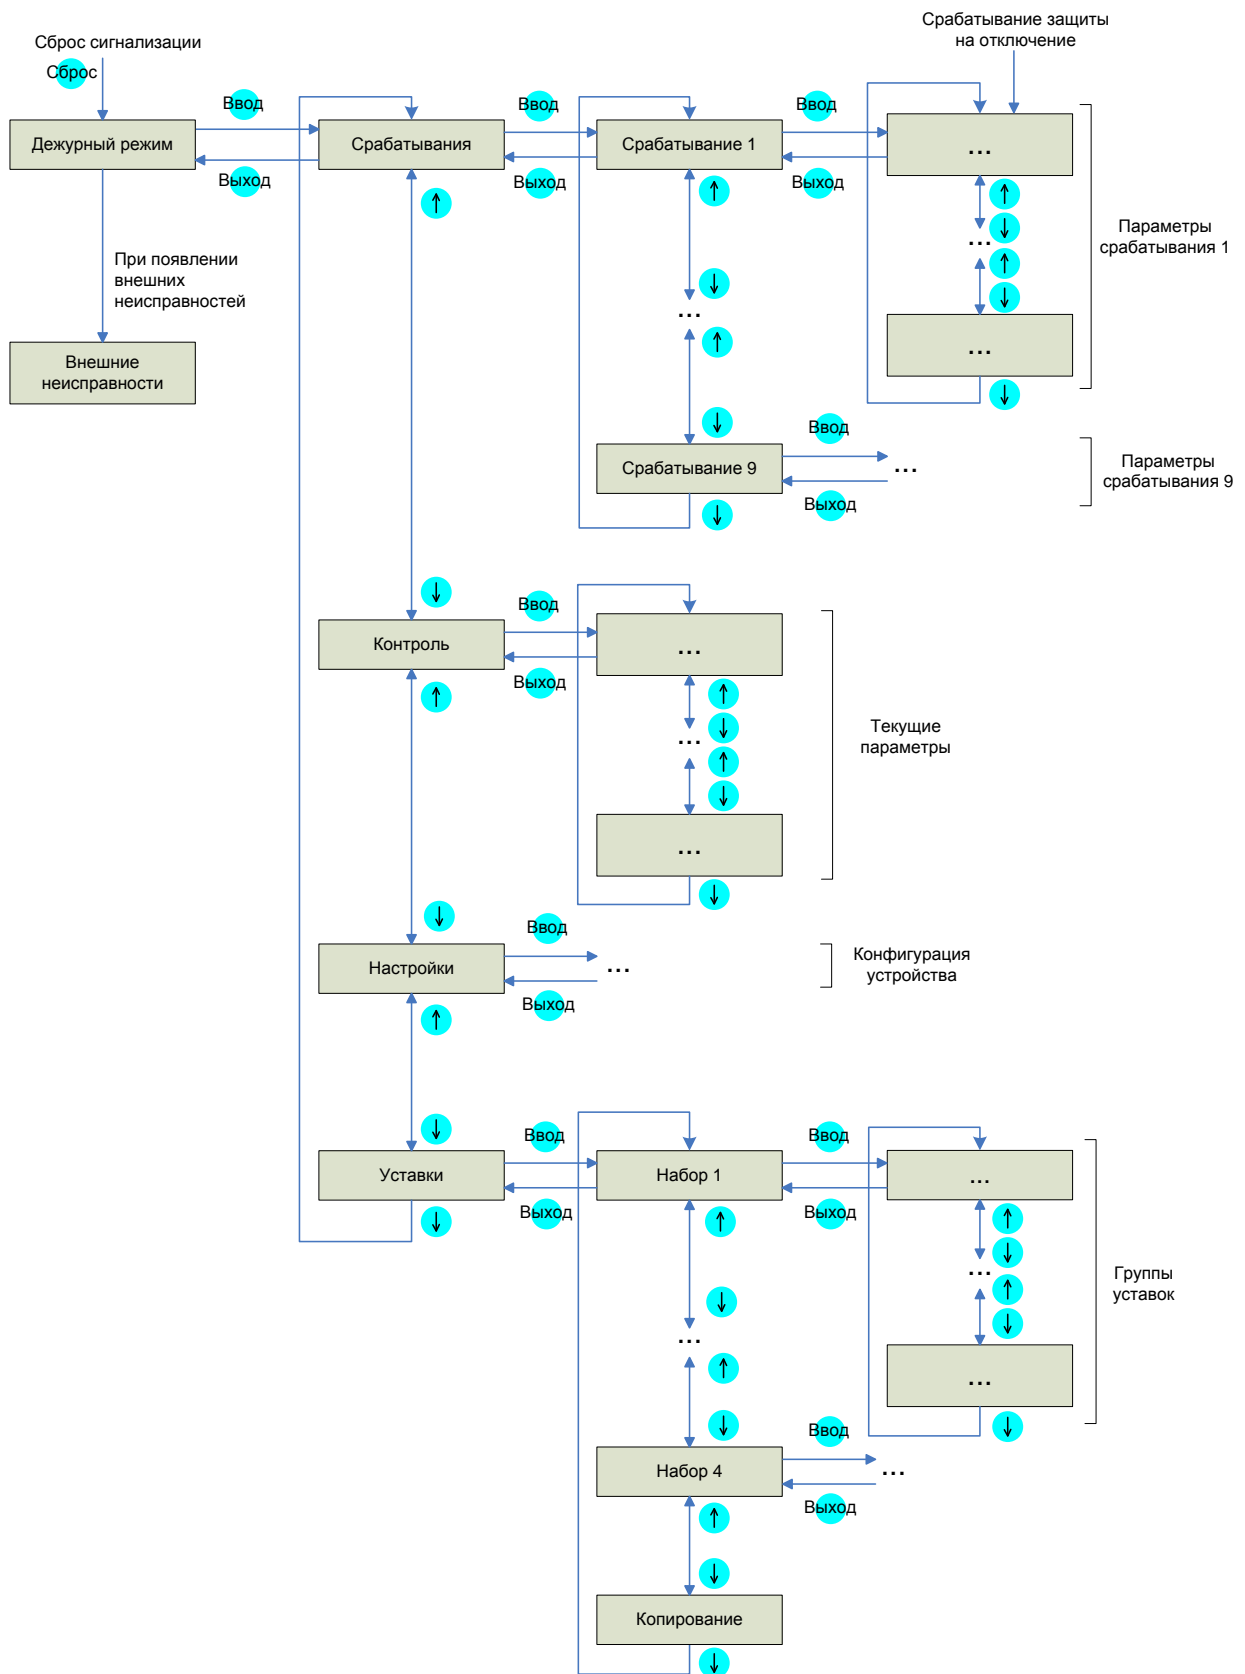 Сброс сигнализации
Срабатывание защиты
на отключение
Сброс
Ввод
Ввод
Ввод
Дежурный режим
Срабатывания
Срабатывание 1
...
Выход
Выход
Выход
↑
↑
↑
↓
Параметры
срабатывания 1
...
↑
При появлении
внешних
неисправностей
↓
↓
...
↑
...
Внешние
неисправности
↓
↓
Ввод
Срабатывание 9
...
Параметры
срабатывания 9
Выход
↓
↓
Ввод
Контроль
...
Выход
↑
↑
↓
...
↑
↓
Текущие
параметры
...
↓
↓
Ввод
Настройки
...
Конфигурация
устройства
Выход
↑
↓
Ввод
Ввод
Уставки
Набор 1
...
Выход
Выход
↓
↑
↑
↓
...
↑
↓
Группы
уставок
↓
...
↑
...
↓
↓
Ввод
Набор 4
...
Выход
↑
↓
Копирование
↓